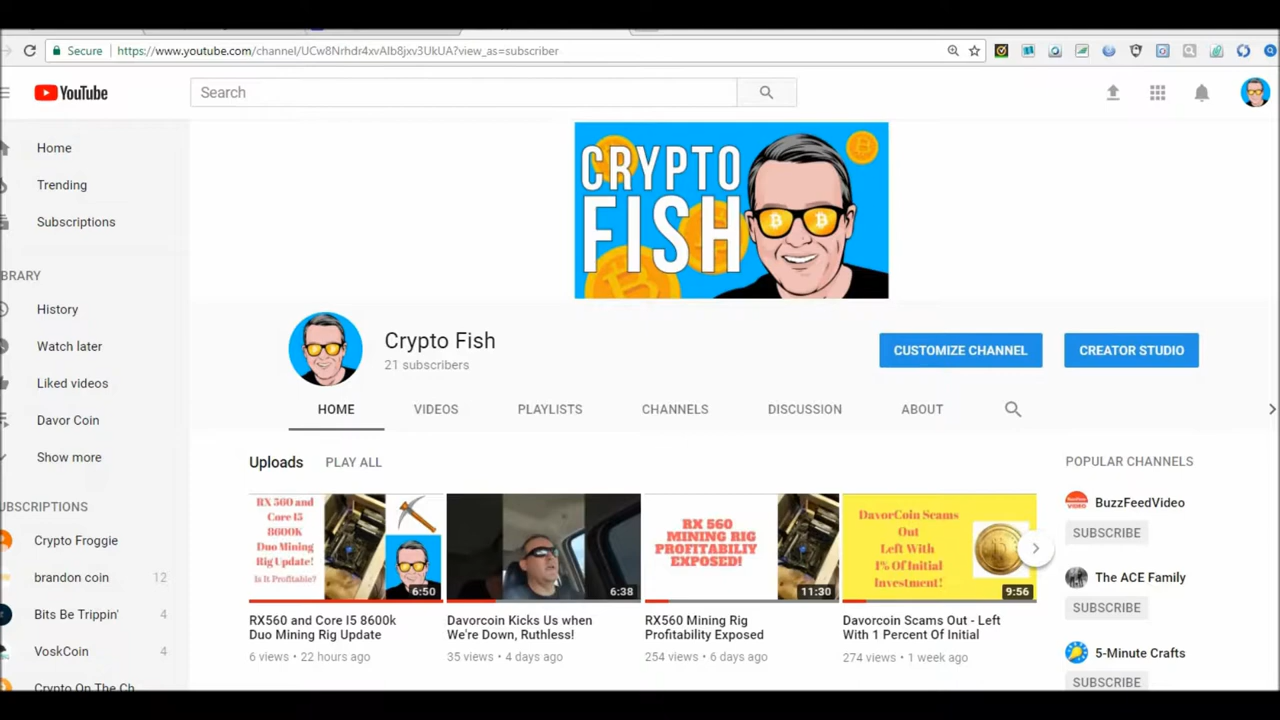 Secure
https://www.youtube.com/channel/UCw8Nrhdr4xvAlb8jxv3UkUA?view_as=subscriber
YouTube
Search
Home
Trending
Subscriptions
IBRARY
History
Watch later
Liked videos
Davor Coin
Show more
UBSCRIPTIONS
Crypto Froggie
brandon coin 12
Bits Be Trippin' 4
VoskCoin 4
Crypto On The Ch
CRYPTO
FISH
Crypto Fish
21 subscribers
CUSTOMIZE CHANNEL
CREATOR STUDIO
HOME VIDEOS PLAYLISTS CHANNELS DISCUSSION ABOUT
Uploads PLAY ALL
RX 560 and
Core I5
8600K
Duo Mining
Rig Update!
Is It Profitable?
6:50
RX560 and Core I5 8600k
Duo Mining Rig Update
6 views • 22 hours ago
6:38
Davorcoin Kicks Us when
We're Down, Ruthless!
35 views • 4 days ago
RX 560
MINING RIG
PROFITABILIY
EXPOSED!
11:30
RX560 Mining Rig
Profitability Exposed
254 views • 6 days ago
DavorCoin Scams
Out
Left With
1% Of Initial
Investment!
9:56
Davorcoin Scams Out - Left
With 1 Percent Of Initial
274 views • 1 week ago
POPULAR CHANNELS
BuzzFeedVideo
SUBSCRIBE
The ACE Family
SUBSCRIBE
5-Minute Crafts
SUBSCRIBE